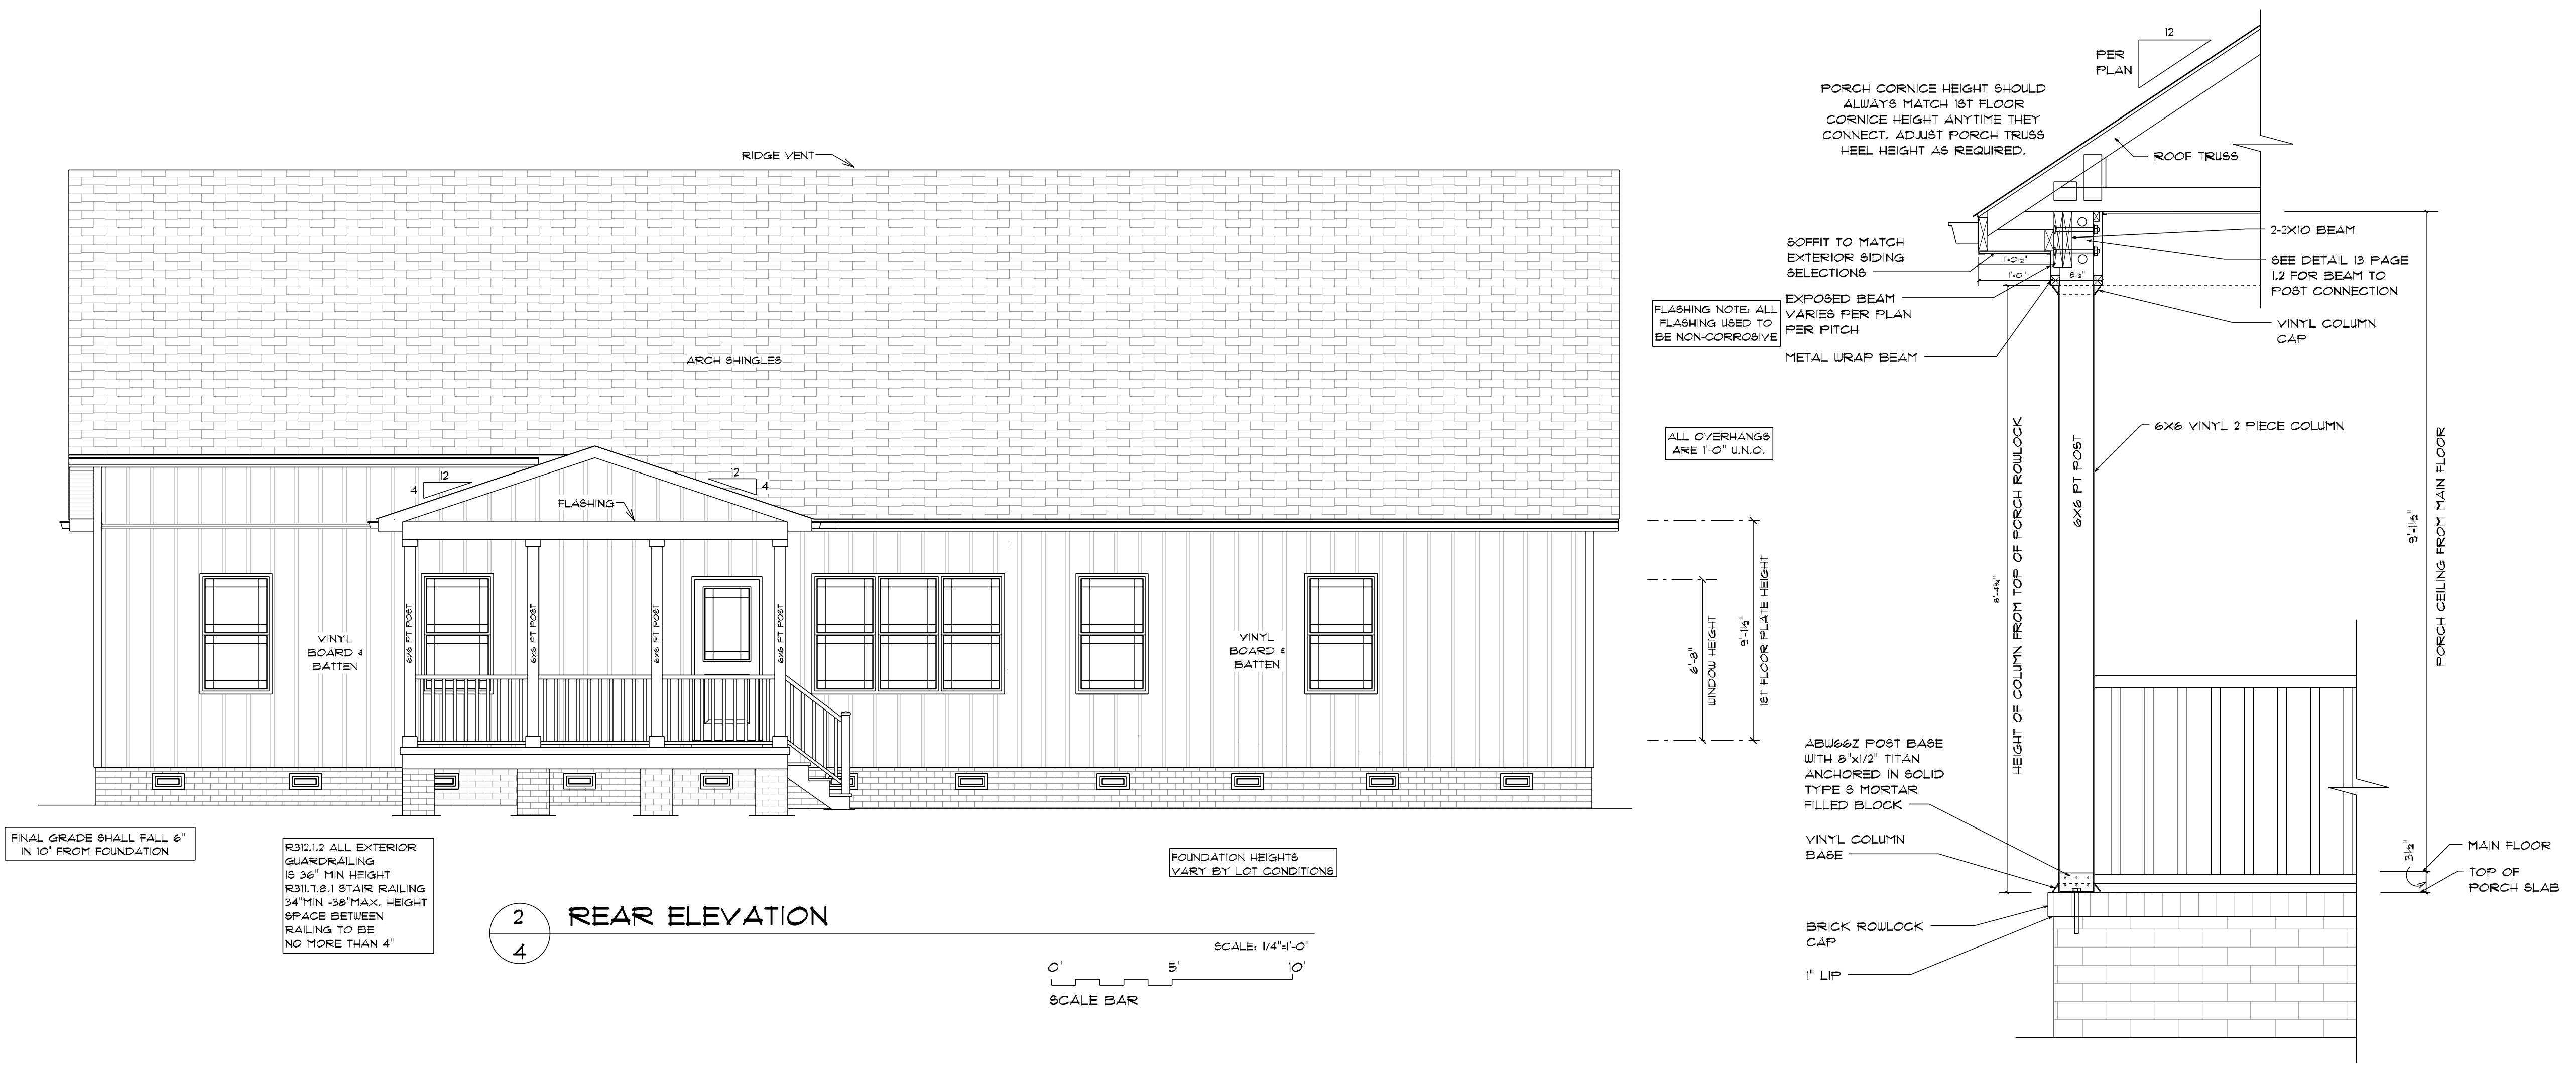 RIDGE VENT
ARCH SHINGLES
12
4
12
4
FLASHING
6X6 PT POST
6X6 PT POST
6X6 PT POST
6X6 PT POST
VINYL
BOARD &
BATTEN
VINYL
BOARD &
BATTEN
6'-8"
WINDOW HEIGHT
9'-1½"
1ST FLOOR PLATE HEIGHT
FINAL GRADE SHALL FALL 6"
IN 10' FROM FOUNDATION
R312.1.2 ALL EXTERIOR
GUARDRAILING
IS 36" MIN HEIGHT
R311.7.8.1 STAIR RAILING
34"MIN -38"MAX. HEIGHT
SPACE BETWEEN
RAILING TO BE
NO MORE THAN 4"
FOUNDATION HEIGHTS
VARY BY LOT CONDITIONS
2
4
REAR ELEVATION
SCALE: 1/4"=1'-0"
0'
5'
10'
SCALE BAR
12
PER
PLAN
PORCH CORNICE HEIGHT SHOULD
ALWAYS MATCH 1ST FLOOR
CORNICE HEIGHT ANYTIME THEY
CONNECT. ADJUST PORCH TRUSS
HEEL HEIGHT AS REQUIRED.
ROOF TRUSS
2-2X10 BEAM
SEE DETAIL 13 PAGE
1.2 FOR BEAM TO
POST CONNECTION
VINYL COLUMN
CAP
SOFFIT TO MATCH
EXTERIOR SIDING
SELECTIONS
1'-0½"
1'-0"
8½"
EXPOSED BEAM
VARIES PER PLAN
PER PITCH
FLASHING NOTE: ALL
FLASHING USED TO
BE NON-CORROSIVE
METAL WRAP BEAM
ALL OVERHANGS
ARE 1'-0" U.N.O.
HEIGHT OF COLUMN FROM TOP OF PORCH ROWLOCK
6X6 PT POST
6X6 VINYL 2 PIECE COLUMN
9'-1½"
PORCH CEILING FROM MAIN FLOOR
ABW66Z POST BASE
WITH 8"x1/2" TITAN
ANCHORED IN SOLID
TYPE S MORTAR
FILLED BLOCK
VINYL COLUMN
BASE
3½"
MAIN FLOOR
TOP OF
PORCH SLAB
BRICK ROWLOCK
CAP
1" LIP